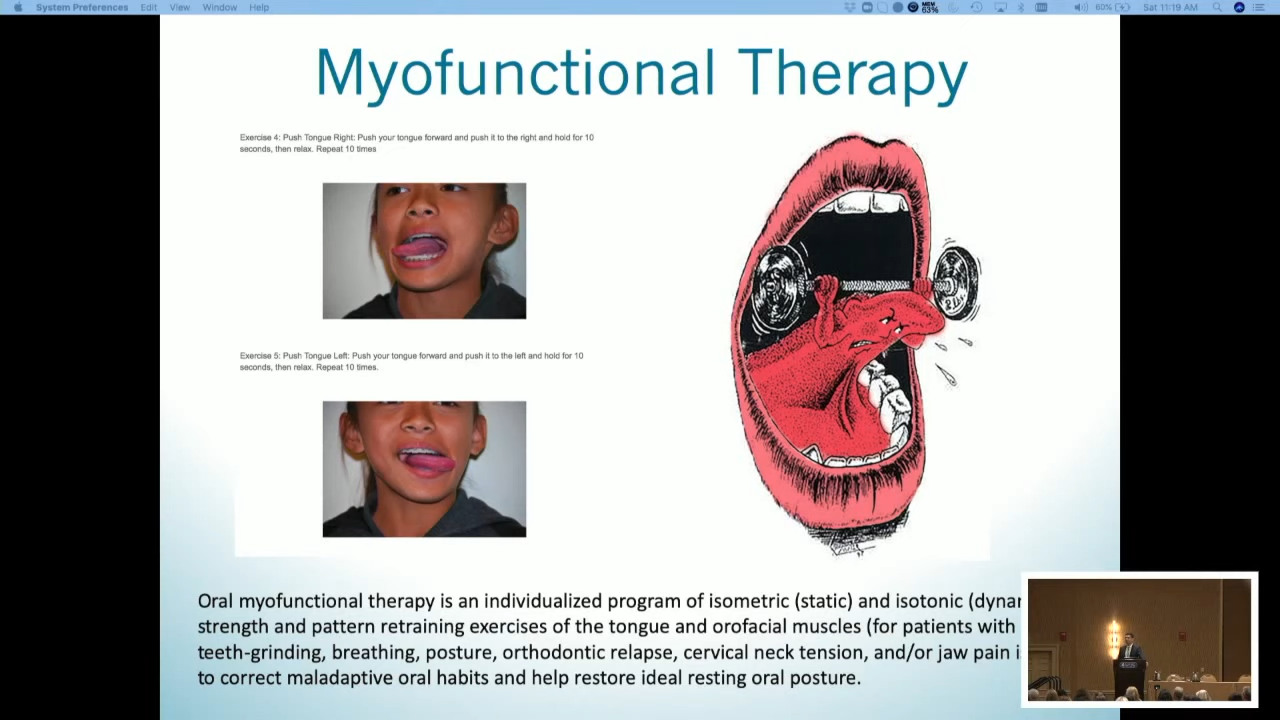 System Preferences Edit View Window Help
MEM
63%
60%
Sat 11:19 AM
Myofunctional Therapy
Exercise 4: Push Tongue Right: Push your tongue forward and push it to the right and hold for 10
seconds, then relax. Repeat 10 times
Exercise 5: Push Tongue Left: Push your tongue forward and push it to the left and hold for 10
seconds, then relax. Repeat 10 times.
Oral myofunctional therapy is an individualized program of isometric (static) and isotonic (dynam
strength and pattern retraining exercises of the tongue and orofacial muscles (for patients with
teeth-grinding, breathing, posture, orthodontic relapse, cervical neck tension, and/or jaw pain i
to correct maladaptive oral habits and help restore ideal resting oral posture.